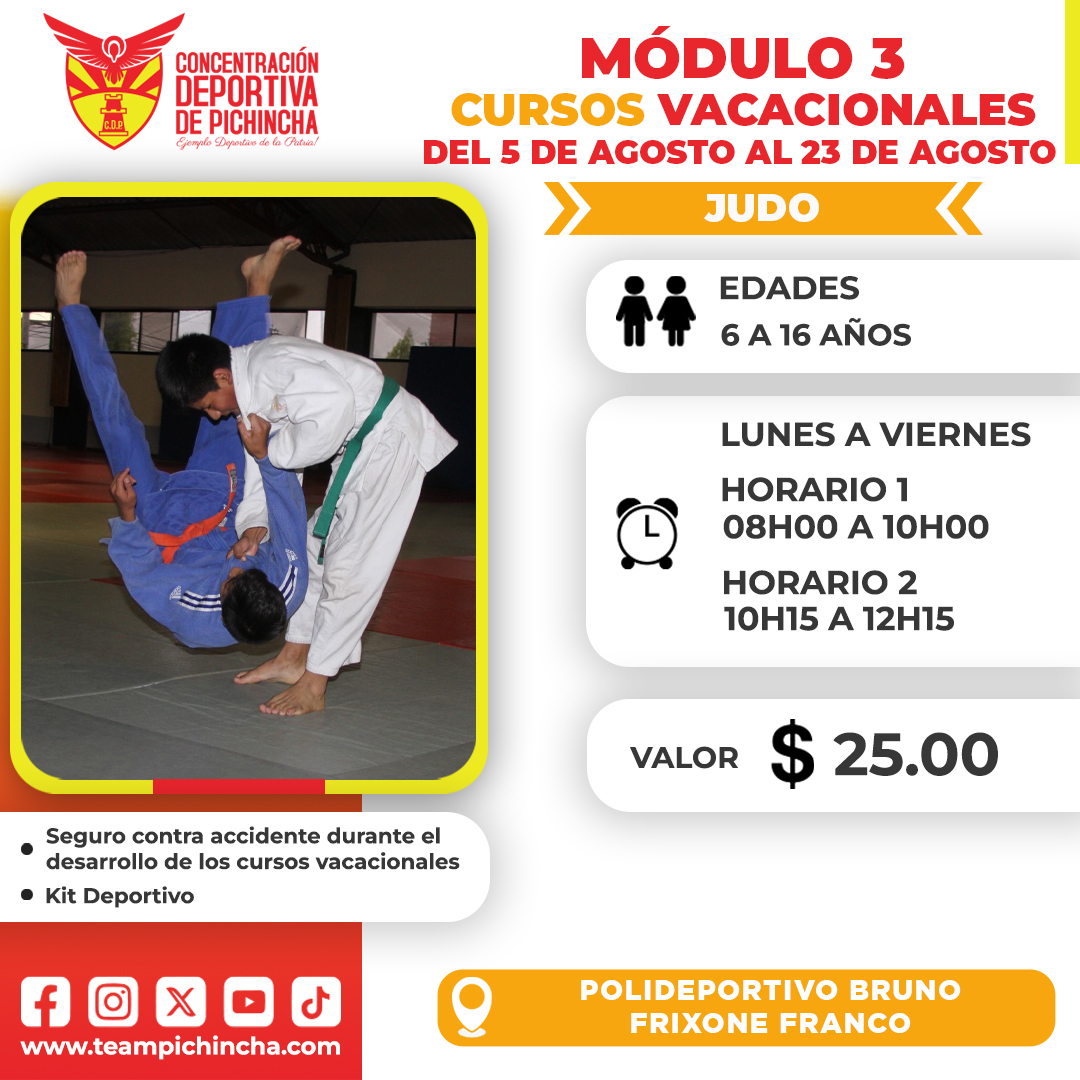 CONCENTRACIÓN
DEPORTIVA
DE PICHINCHA
Ejemplo Deportivo de la Patria!
C.D.P.
MÓDULO 3
CURSOS VACACIONALES
DEL 5 DE AGOSTO AL 23 DE AGOSTO
JUDO
EDADES
6 A 16 AÑOS
LUNES A VIERNES
HORARIO 1
08H00 A 10H00
HORARIO 2
10H15 A 12H15
VALOR $ 25.00
• Seguro contra accidente durante el
desarrollo de los cursos vacacionales
• Kit Deportivo
www.teampichincha.com
POLIDEPORTIVO BRUNO
FRIXONE FRANCO